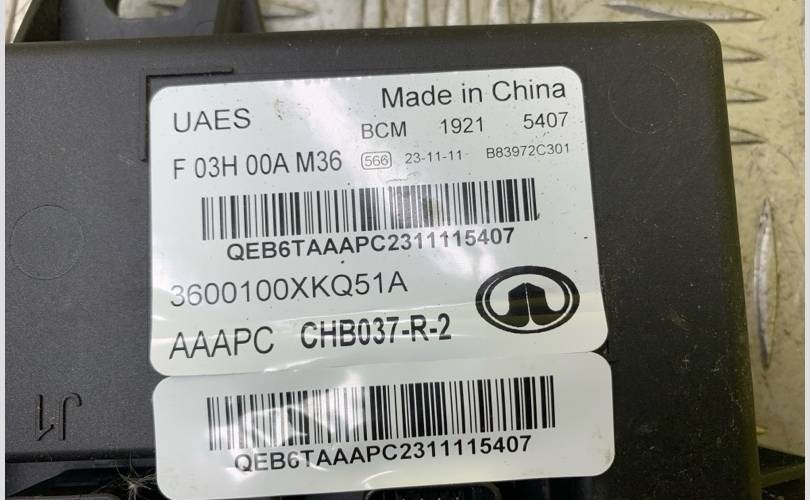 Made in China
UAES
BCM 1921 5407
F 03H 00A M36 566 23-11-11 B83972C301
QEB6TAAAPC2311115407
3600100XKQ51A
AAAPC CHB037-R-2
QEB6TAAAPC2311115407
J1